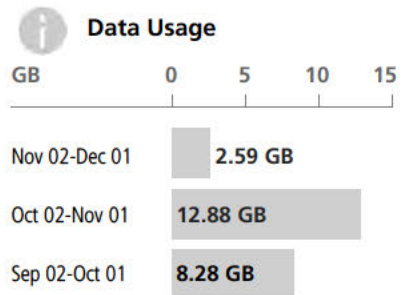 i Data Usage
GB 0 5 10 15
Nov 02-Dec 01 2.59 GB
Oct 02-Nov 01 12.88 GB
Sep 02-Oct 01 8.28 GB